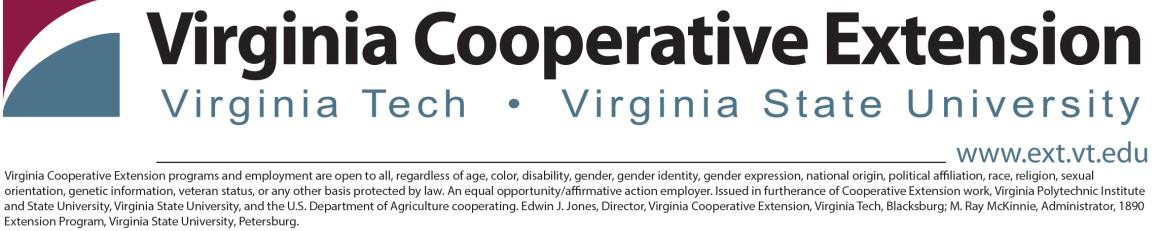 Virginia Cooperative Extension
Virginia Tech • Virginia State University
www.ext.vt.edu
Virginia Cooperative Extension programs and employment are open to all, regardless of age, color, disability, gender, gender identity, gender expression, national origin, political affiliation, race, religion, sexual
orientation, genetic information, veteran status, or any other basis protected by law. An equal opportunity/affirmative action employer. Issued in furtherance of Cooperative Extension work, Virginia Polytechnic Institute
and State University, Virginia State University, and the U.S. Department of Agriculture cooperating. Edwin J. Jones, Director, Virginia Cooperative Extension, Virginia Tech, Blacksburg; M. Ray McKinnie, Administrator, 1890
Extension Program, Virginia State University, Petersburg.